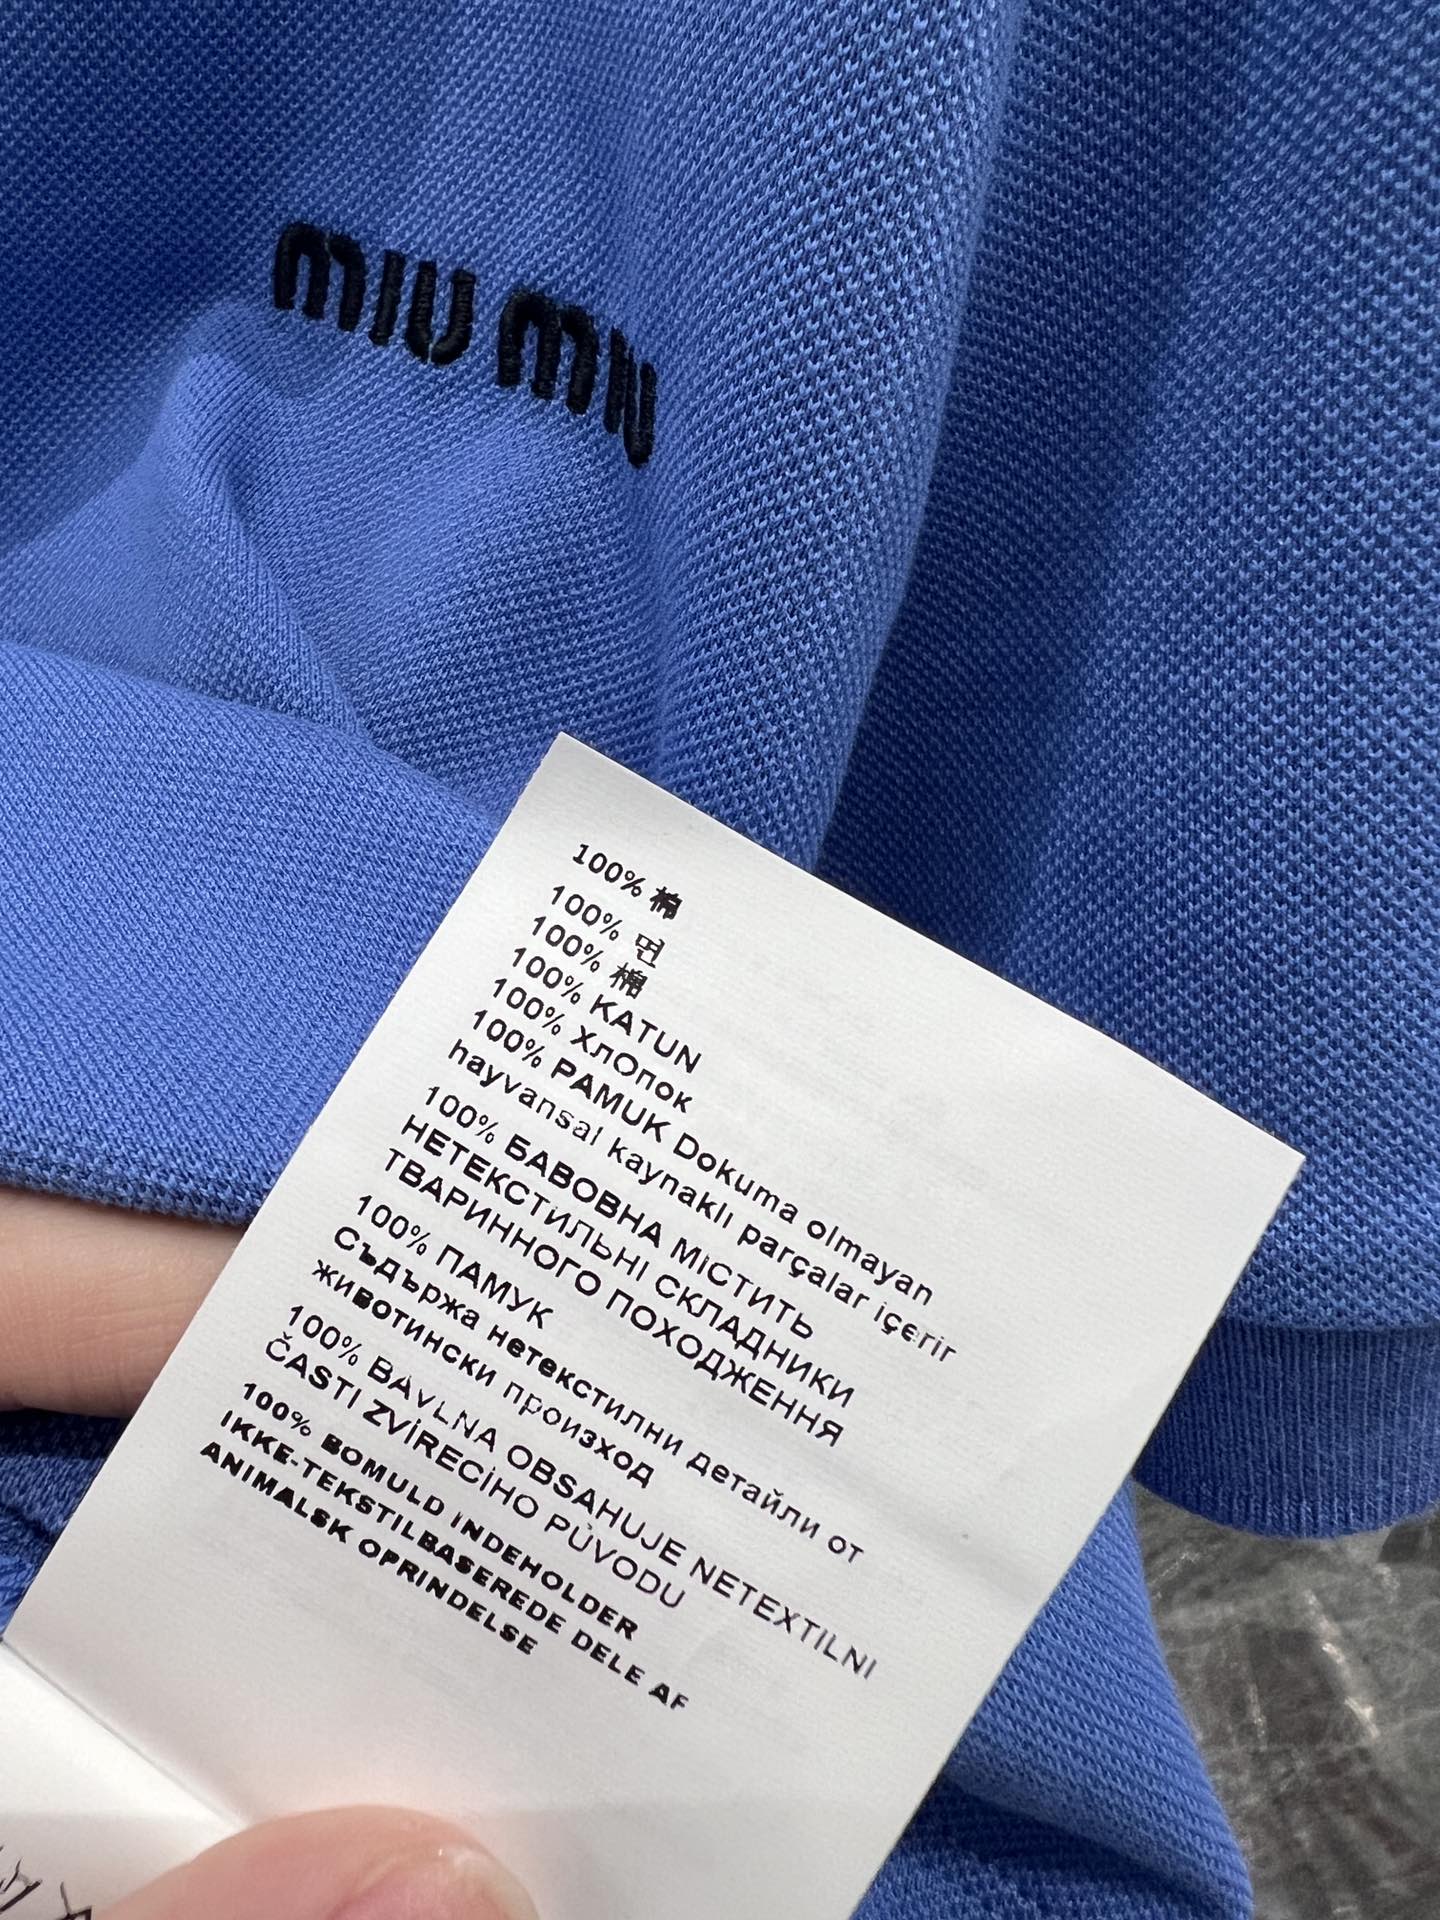 miu miu
100% 棉
100% 면
100% 棉
100% KATUN
100% ХлОпок
100% PAMUK Dokuma olmayan
hayvansal kaynaklı parçalar içerir
100% БАВОВНА МІСТИТЬ
НЕТЕКСТИЛЬНІ СКЛАДНИКИ
ТВАРИННОГО ПОХОДЖЕННЯ
100% ПАМУК
Съдържа нетекстилни детайли от
животински произход
100% BAVLNA OBSAHUJE NETEXTILNI
ČASTI ZVÍRECÍHO PŮVODU
100% BOMULD INDEHOLDER
IKKE-TEKSTILBASEREDE DELE AF
ANIMALSK OPRINDELSE